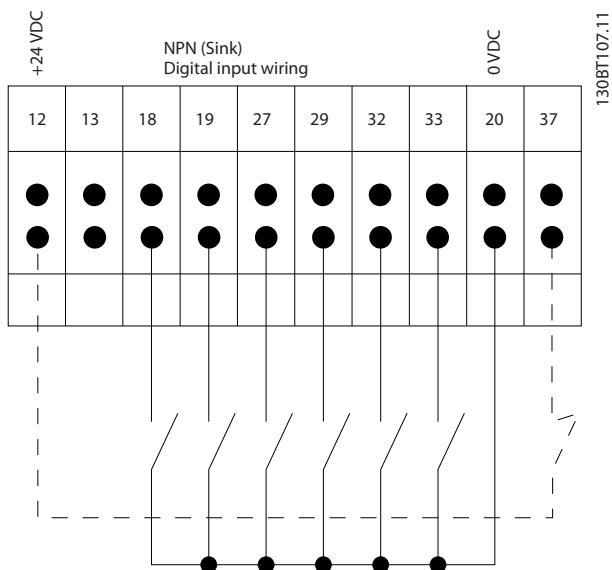 +24 VDC
NPN (Sink)
Digital input wiring
0 VDC
130BT107.11
12 13 18 19 27 29 32 33 20 37